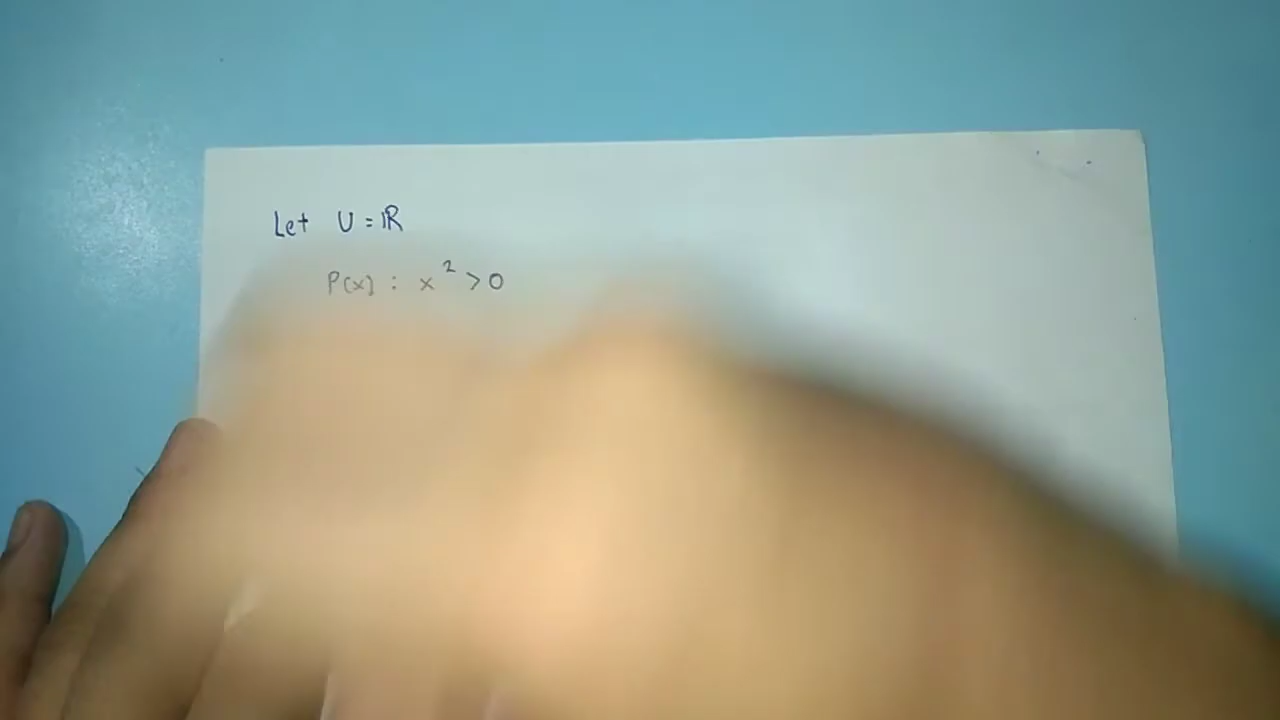 Let U = ℝ
P(x) : x² > 0